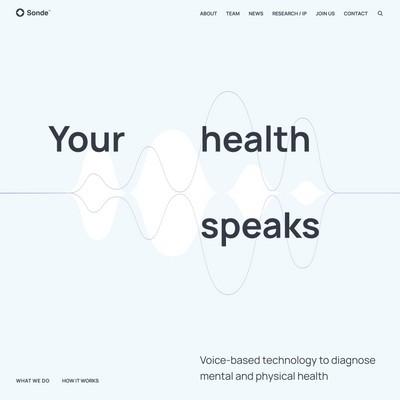 Sonde™
ABOUT TEAM NEWS RESEARCH / IP JOIN US CONTACT
Your health
speaks
Voice-based technology to diagnose
mental and physical health
WHAT WE DO HOW IT WORKS